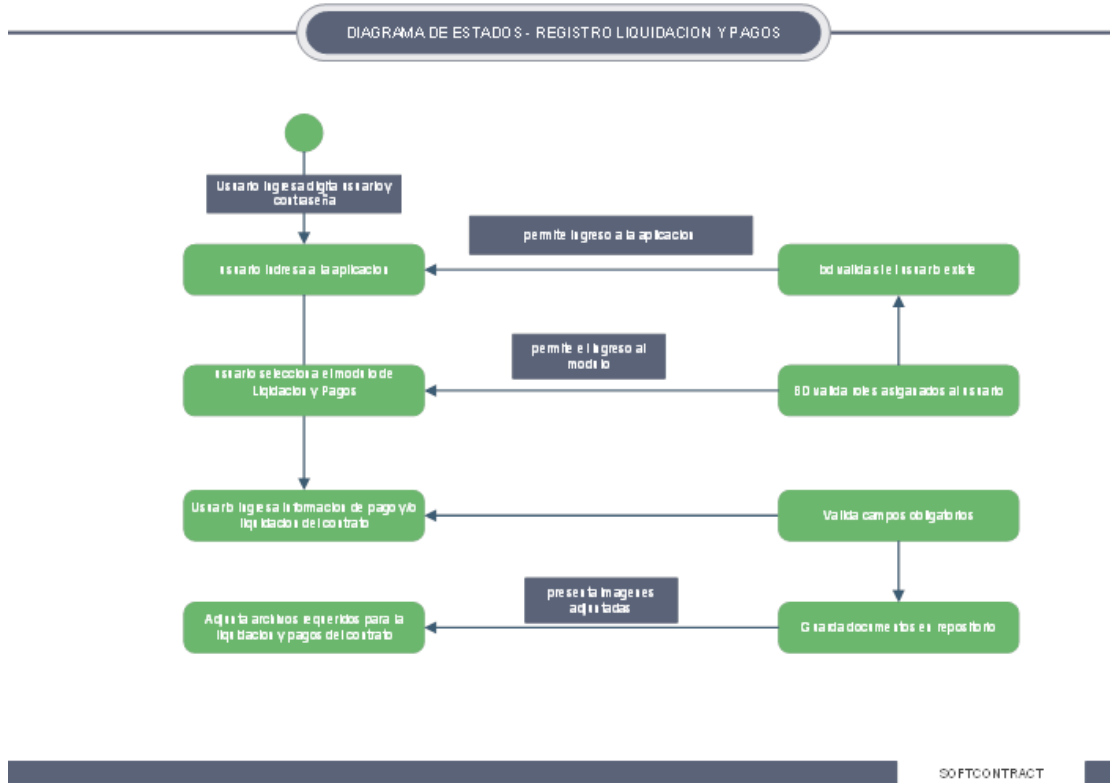 DIAGRAMA DE ESTADOS - REGISTRO LIQUIDACION Y PAGOS
Usuario Ingresa digita usuario y
contraseña
permite Ingreso a la aplicacion
usuario Ingresa a la aplicacion
bd valida si el usuario existe
permite el Ingreso al
modulo
usuario selecciona el modulo de
Liqidacion y Pagos
BD valida roles asiganados al usuario
Usuario Ingresa Informacion de pago y/o
liquidacion del contrato
Valida campos obligatorios
presenta Imagenes
adjuntadas
Adjunta archivos requeridos para la
liquidacion y pagos del contrato
Guarda documentos en repositorio
SOFTCONTRACT